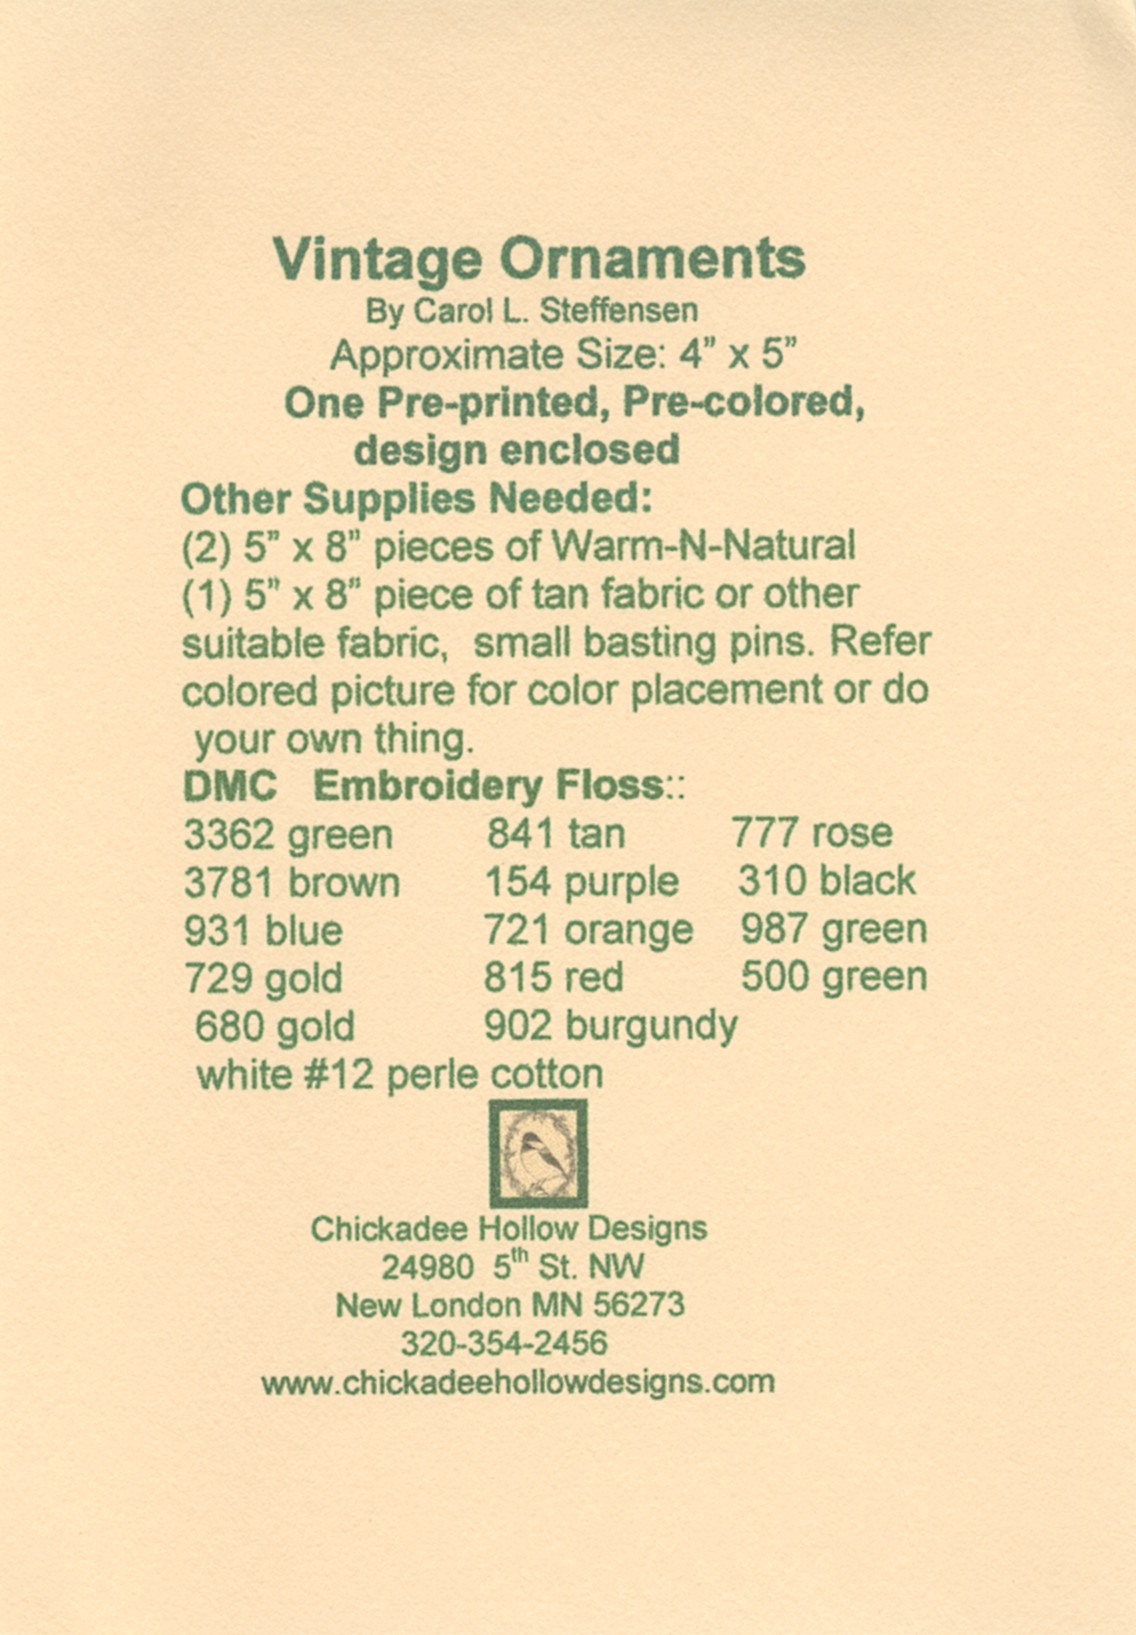 Vintage Ornaments
By Carol L. Steffensen
Approximate Size: 4” x 5”
One Pre-printed, Pre-colored,
design enclosed
Other Supplies Needed:
(2) 5” x 8” pieces of Warm-N-Natural
(1) 5” x 8” piece of tan fabric or other
suitable fabric, small basting pins. Refer
colored picture for color placement or do
your own thing.
DMC Embroidery Floss::
3362 green 841 tan 777 rose
3781 brown 154 purple 310 black
931 blue 721 orange 987 green
729 gold 815 red 500 green
680 gold 902 burgundy
white #12 perle cotton
Chickadee Hollow Designs
24980 5th St. NW
New London MN 56273
320-354-2456
www.chickadeehollowdesigns.com